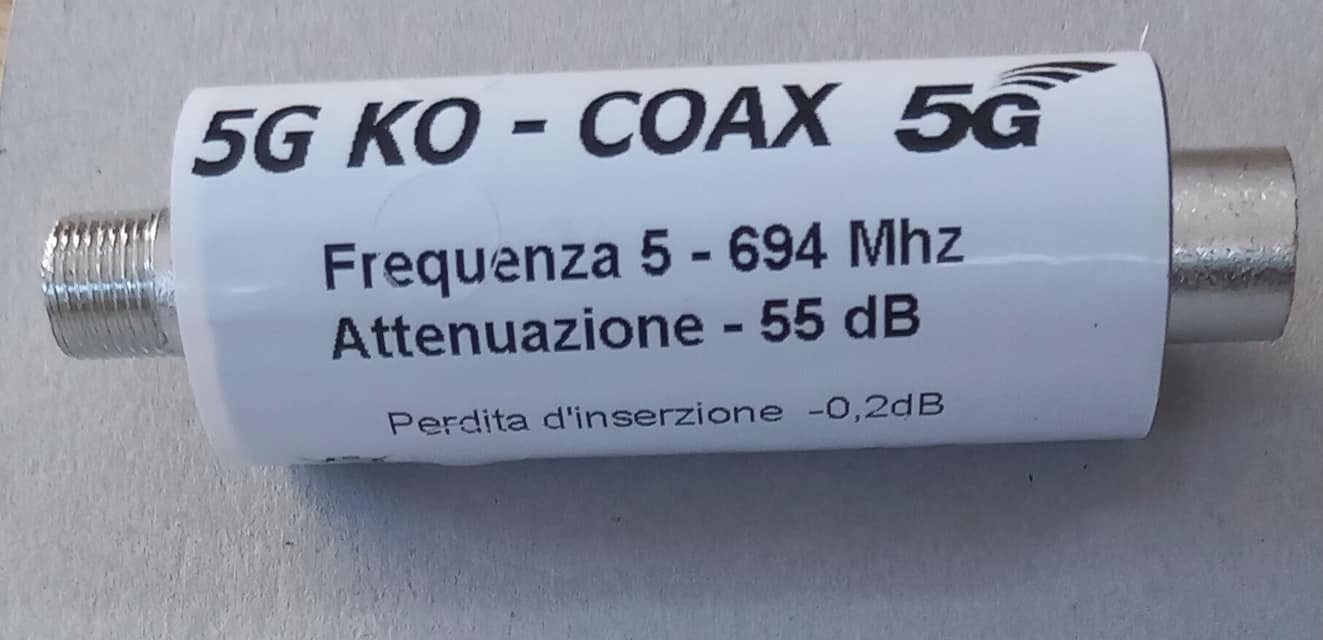 5G KO - COAX 5G
Frequenza 5 - 694 Mhz
Attenuazione - 55 dB
Perdita d'inserzione -0,2dB